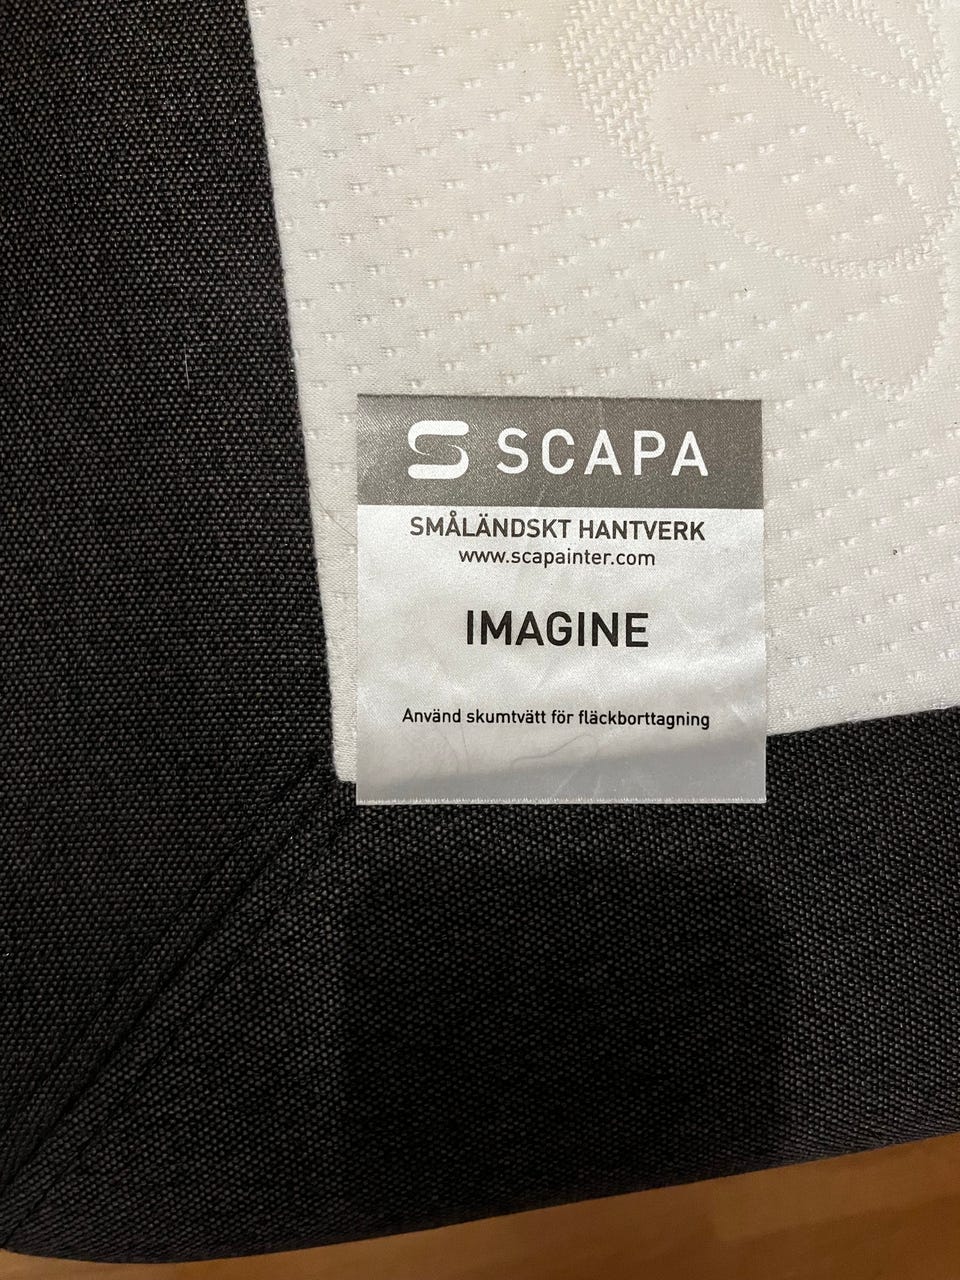 SCAPA
SMÅLÄNDSKT HANTVERK
www.scapainter.com
IMAGINE
Använd skumtvätt för fläckborttagning